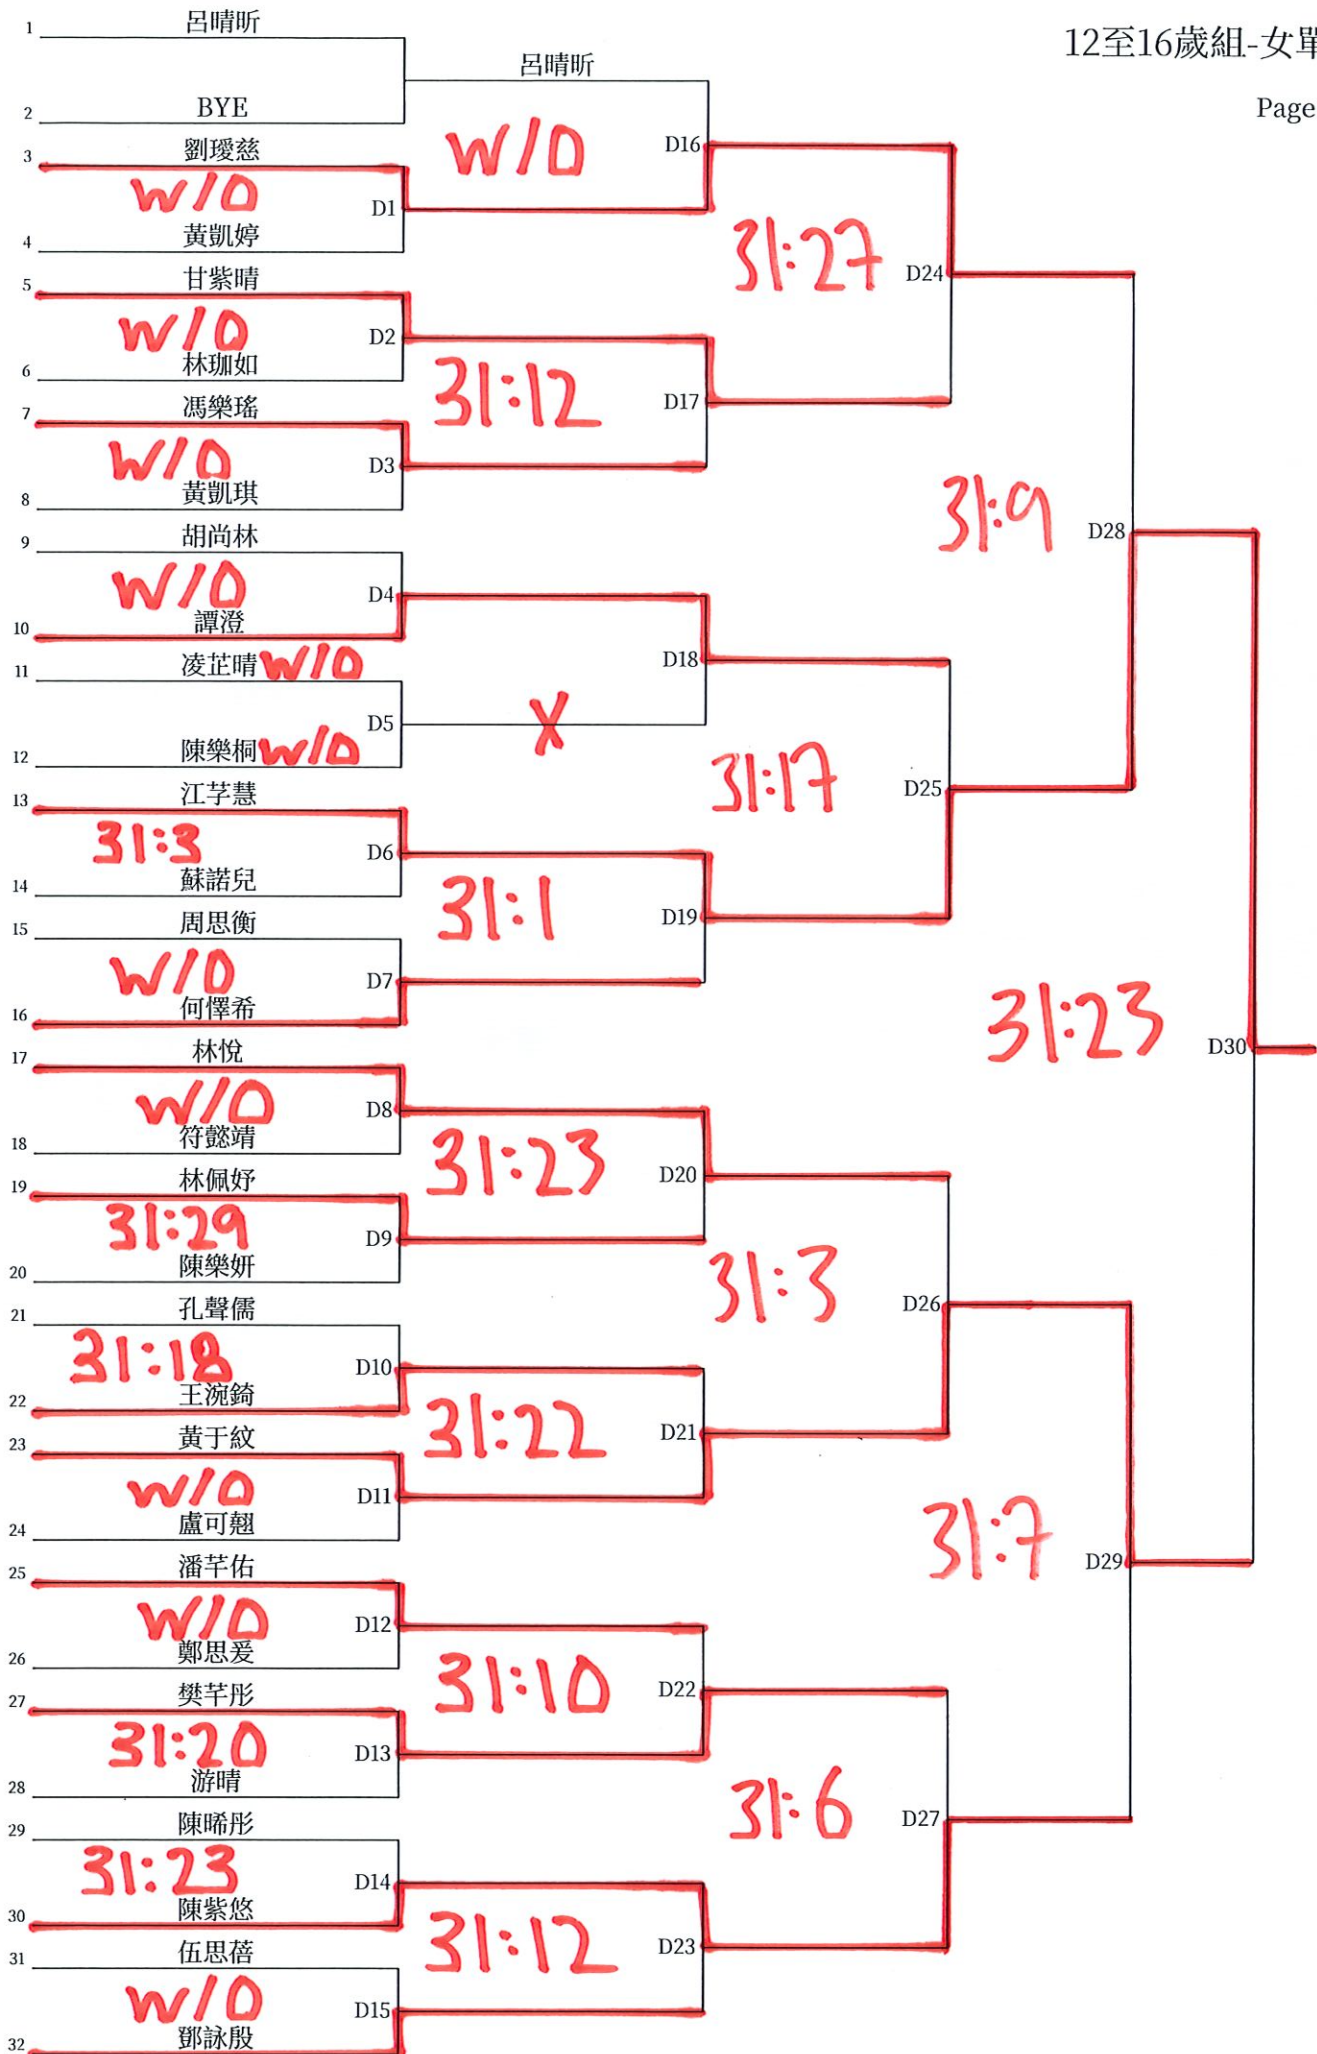 12至16歲組-女單
Page
1 呂晴昕
呂晴昕
2 BYE
W/O
D16
3 劉瑷慈
W/O
D1
4 黃凱婷
31:27
D24
5 甘紫晴
W/O
D2
6 林珈如
31:12
D17
7 馮樂瑤
W/O
D3
8 黃凱琪
31:9
D28
9 胡尚林
W/O
D4
10 譚澄
D18
11 凌芷晴 W/O
D5
X
12 陳樂桐 W/O
31:17
D25
13 江芓慧
31:3
D6
14 蘇諾兒
31:1
D19
15 周思衡
W/O
D7
16 何懌希
31:23
D30
17 林悅
W/O
D8
18 符懿靖
31:23
D20
19 林佩妤
31:29
D9
20 陳樂妍
31:3
D26
21 孔聲儒
31:18
D10
22 王涴錡
31:22
D21
23 黃于紋
W/O
D11
24 盧可翹
31:7
D29
25 潘芊佑
W/O
D12
26 鄭思爰
31:10
D22
27 樊芊彤
31:20
D13
28 游晴
31:6
D27
29 陳晞彤
31:23
D14
30 陳紫悠
31:12
D23
31 伍思蓓
W/O
D15
32 鄧詠殷